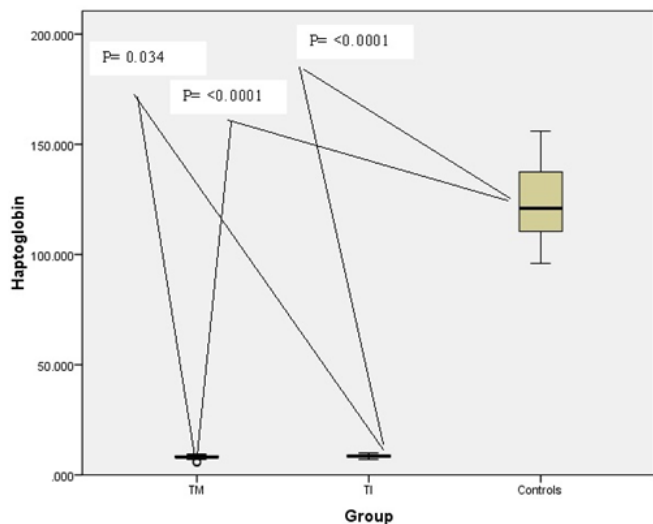 200.000
P= <0.0001
P= 0.034
P= <0.0001
150.000
Haptoglobin
100.000
50.000
.000
TM
TI
Controls
Group